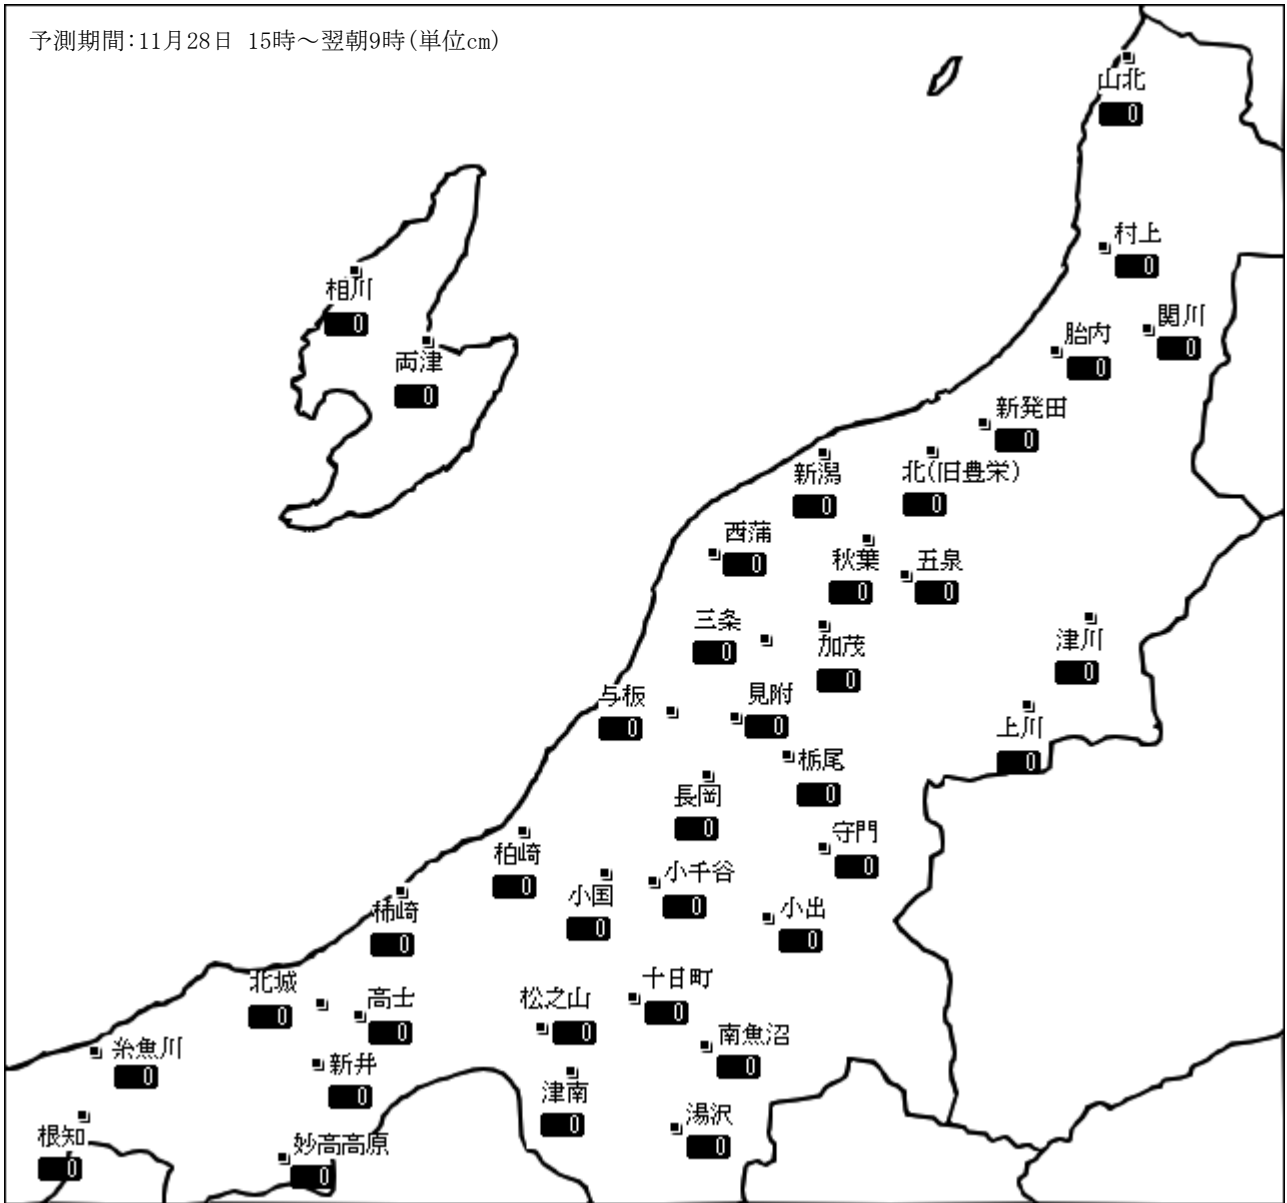 予測期間:11月28日 15時～翌朝9時(単位cm)
山北
0
村上
0
相川
0
関川
0
胎内
0
両津
0
新発田
0
新潟
0
北(旧豊栄)
0
西蒲
0
秋葉
0
五泉
0
三条
0
加茂
0
津川
0
与板
0
見附
0
上川
0
栃尾
0
長岡
0
守門
0
柏崎
0
小千谷
0
小国
0
小出
0
柿崎
0
北城
0
高士
0
松之山
0
十日町
0
南魚沼
0
糸魚川
0
新井
0
津南
0
湯沢
0
根知
0
妙高高原
0